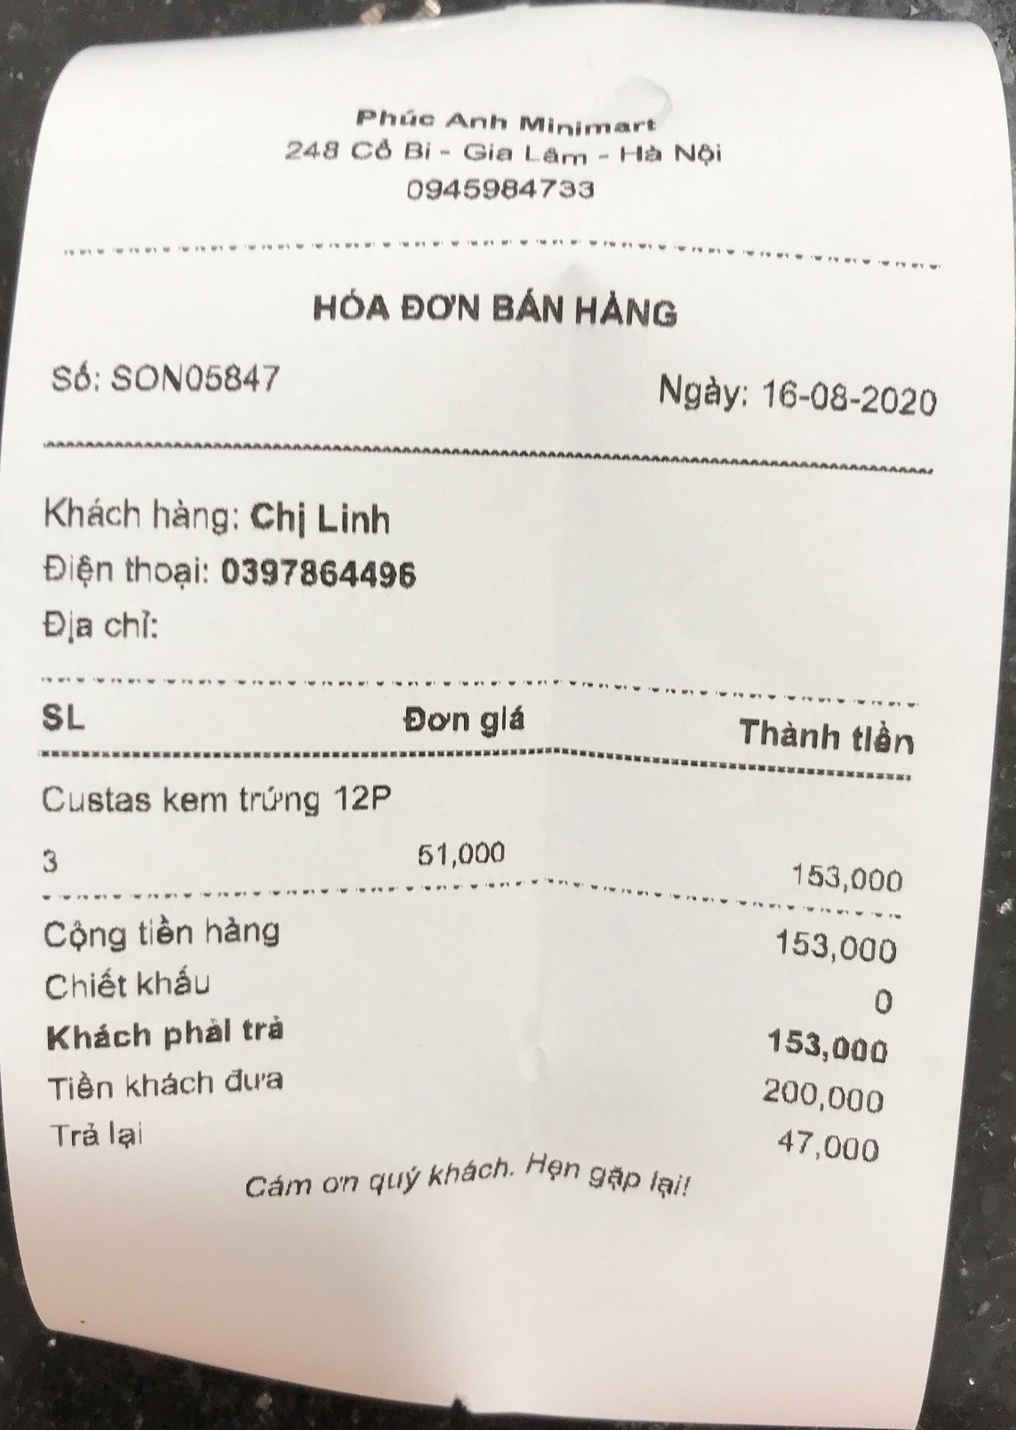 Phúc Anh Minimart
248 Cổ Bi - Gia Lâm - Hà Nội
0945984733
HÓA ĐƠN BÁN HÀNG
Số: SON05847 Ngày: 16-08-2020
Khách hàng: Chị Linh
Điện thoại: 0397864496
Địa chỉ:
SL Đơn giá Thành tiền
Custas kem trứng 12P
3 51,000 153,000
Cộng tiền hàng 153,000
Chiết khấu 0
Khách phải trả 153,000
Tiền khách đưa 200,000
Trả lại 47,000
Cám ơn quý khách. Hẹn gặp lại!